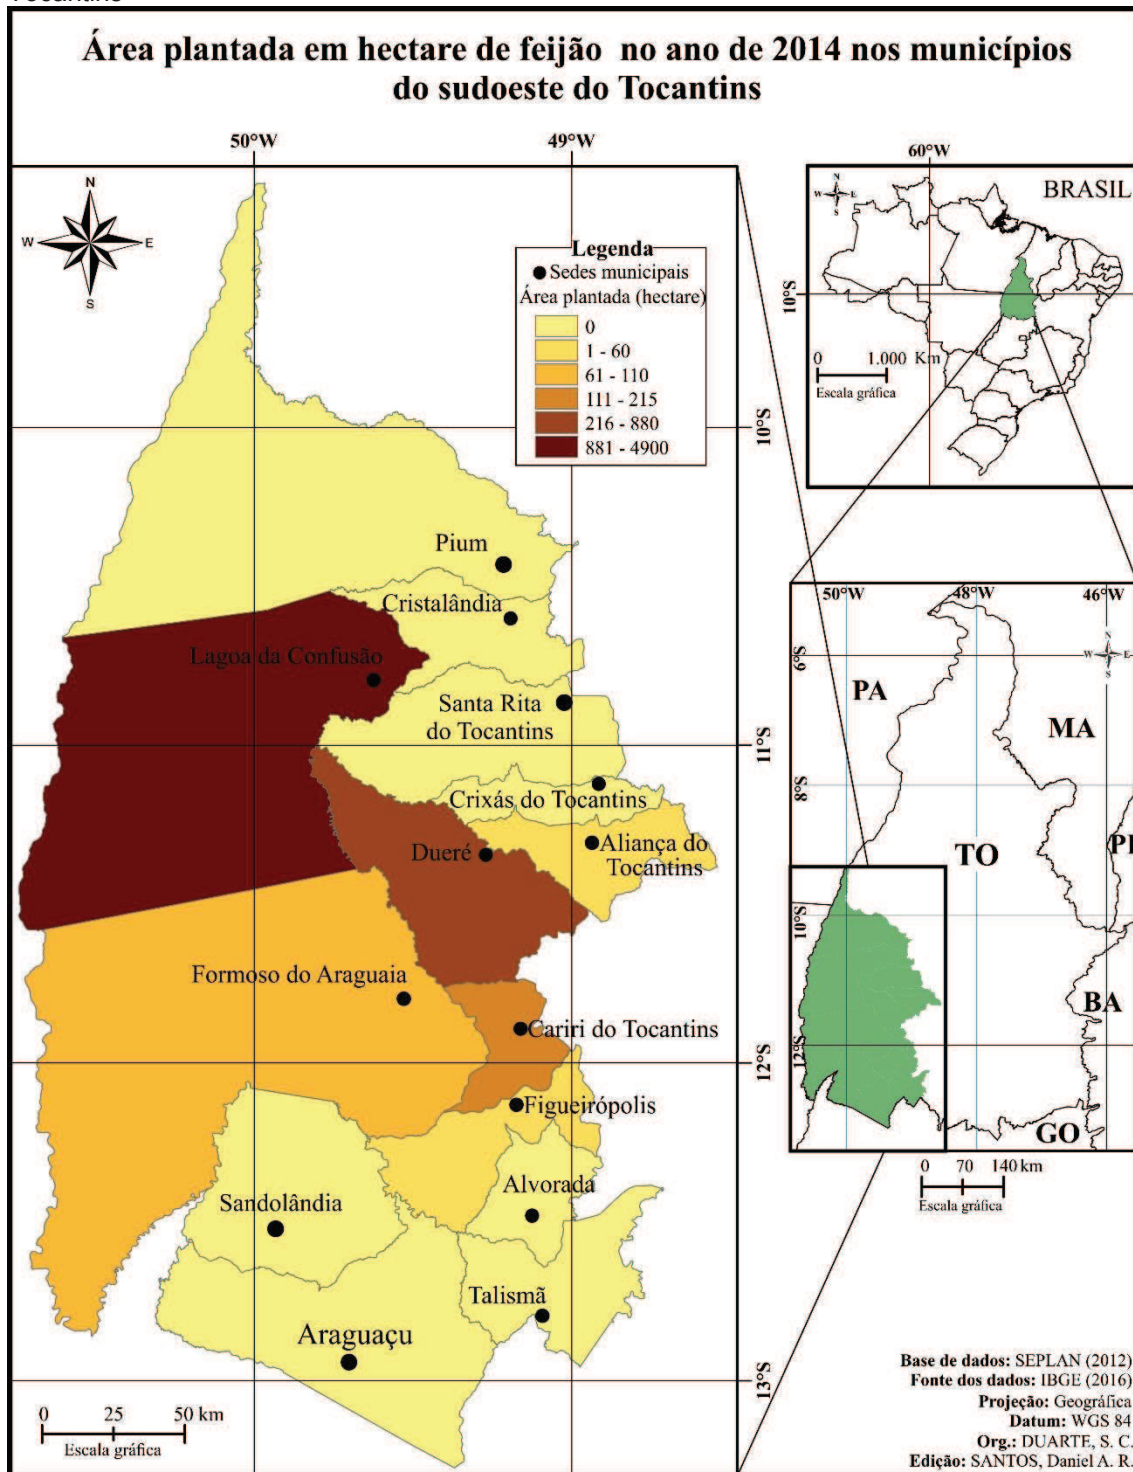 Tocantins
Área plantada em hectare de feijão no ano de 2014 nos municípios
do sudoeste do Tocantins
50°W
49°W
60°W
N
W
E
S
Legenda
Sedes municipais
Área plantada (hectare)
0
1 - 60
61 - 110
111 - 215
216 - 880
881 - 4900
N
W
E
S
BRASIL
10°S
0
1.000 Km
Escala gráfica
10°S
Pium
Cristalândia
Lagoa da Confusão
Santa Rita
do Tocantins
11°S
Crixás do Tocantins
Dueré
Aliança do
Tocantins
Formoso do Araguaia
Cariri do Tocantins
12°S
Figueirópolis
Alvorada
Sandolândia
Talismã
Araguaçu
13°S
0
25
50 km
Escala gráfica
50°W
48°W
46°W
N
W
E
S
6°S
PA
MA
8°S
TO
10°S
BA
12°S
GO
0
70
140 km
Escala gráfica
Base de dados: SEPLAN (2012)
Fonte dos dados: IBGE (2016)
Projeção: Geográfica
Datum: WGS 84
Org.: DUARTE, S. C.
Edição: SANTOS, Daniel A. R.